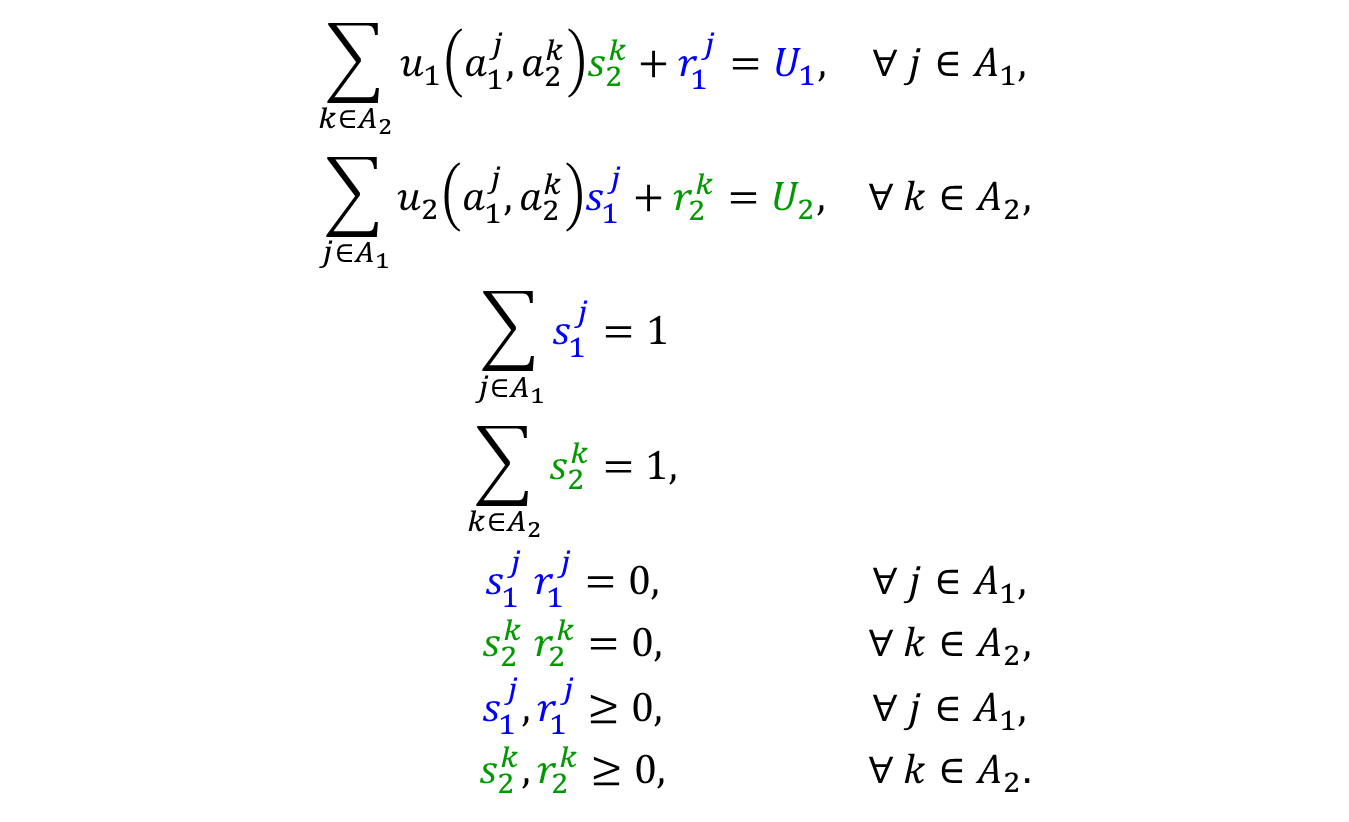 ∑_{k∈A_2} u_1(a_1^j, a_2^k) s_2^k + r_1^j = U_1, ∀ j ∈ A_1,
∑_{j∈A_1} u_2(a_1^j, a_2^k) s_1^j + r_2^k = U_2, ∀ k ∈ A_2,
∑_{j∈A_1} s_1^j = 1
∑_{k∈A_2} s_2^k = 1,
s_1^j r_1^j = 0, ∀ j ∈ A_1,
s_2^k r_2^k = 0, ∀ k ∈ A_2,
s_1^j, r_1^j ≥ 0, ∀ j ∈ A_1,
s_2^k, r_2^k ≥ 0, ∀ k ∈ A_2.